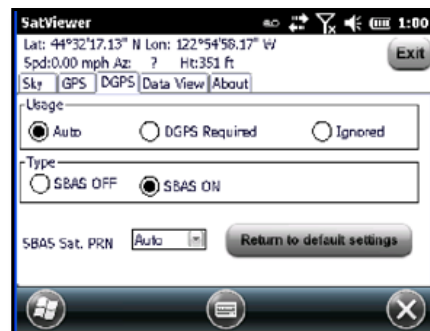 SatViewer 1:00
Lat: 44°32'17.13" N Lon: 122°54'58.17" W
Spd:0.00 mph Az: ? Ht:351 ft
Exit
Sky GPS DGPS Data View About
Usage
Auto DGPS Required Ignored
Type
SBAS OFF SBAS ON
SBAS Sat. PRN Auto Return to default settings